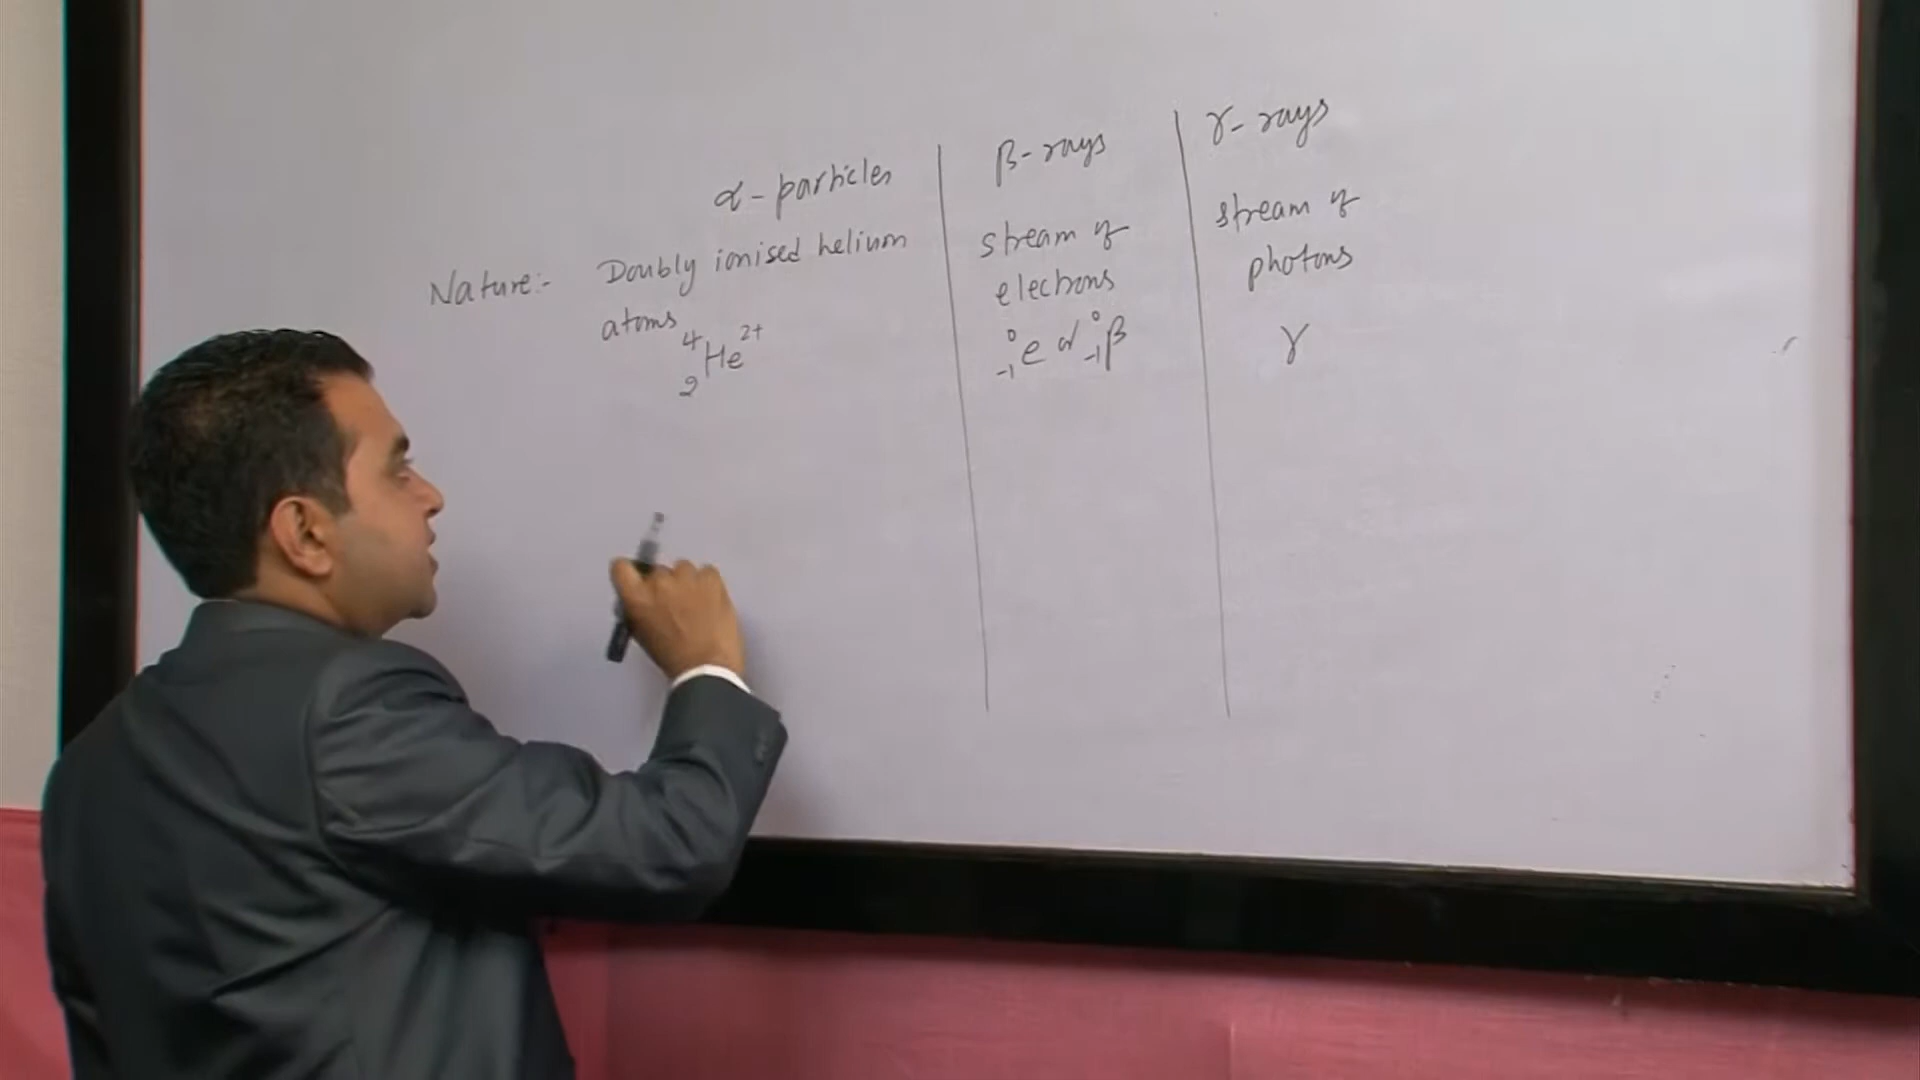 α-particles
Nature:- Doubly ionised helium
atoms
⁴₂He²⁺
β-rays
stream of
electrons
⁰₋₁e or ⁰₋₁β
γ-rays
stream of
photons
γ